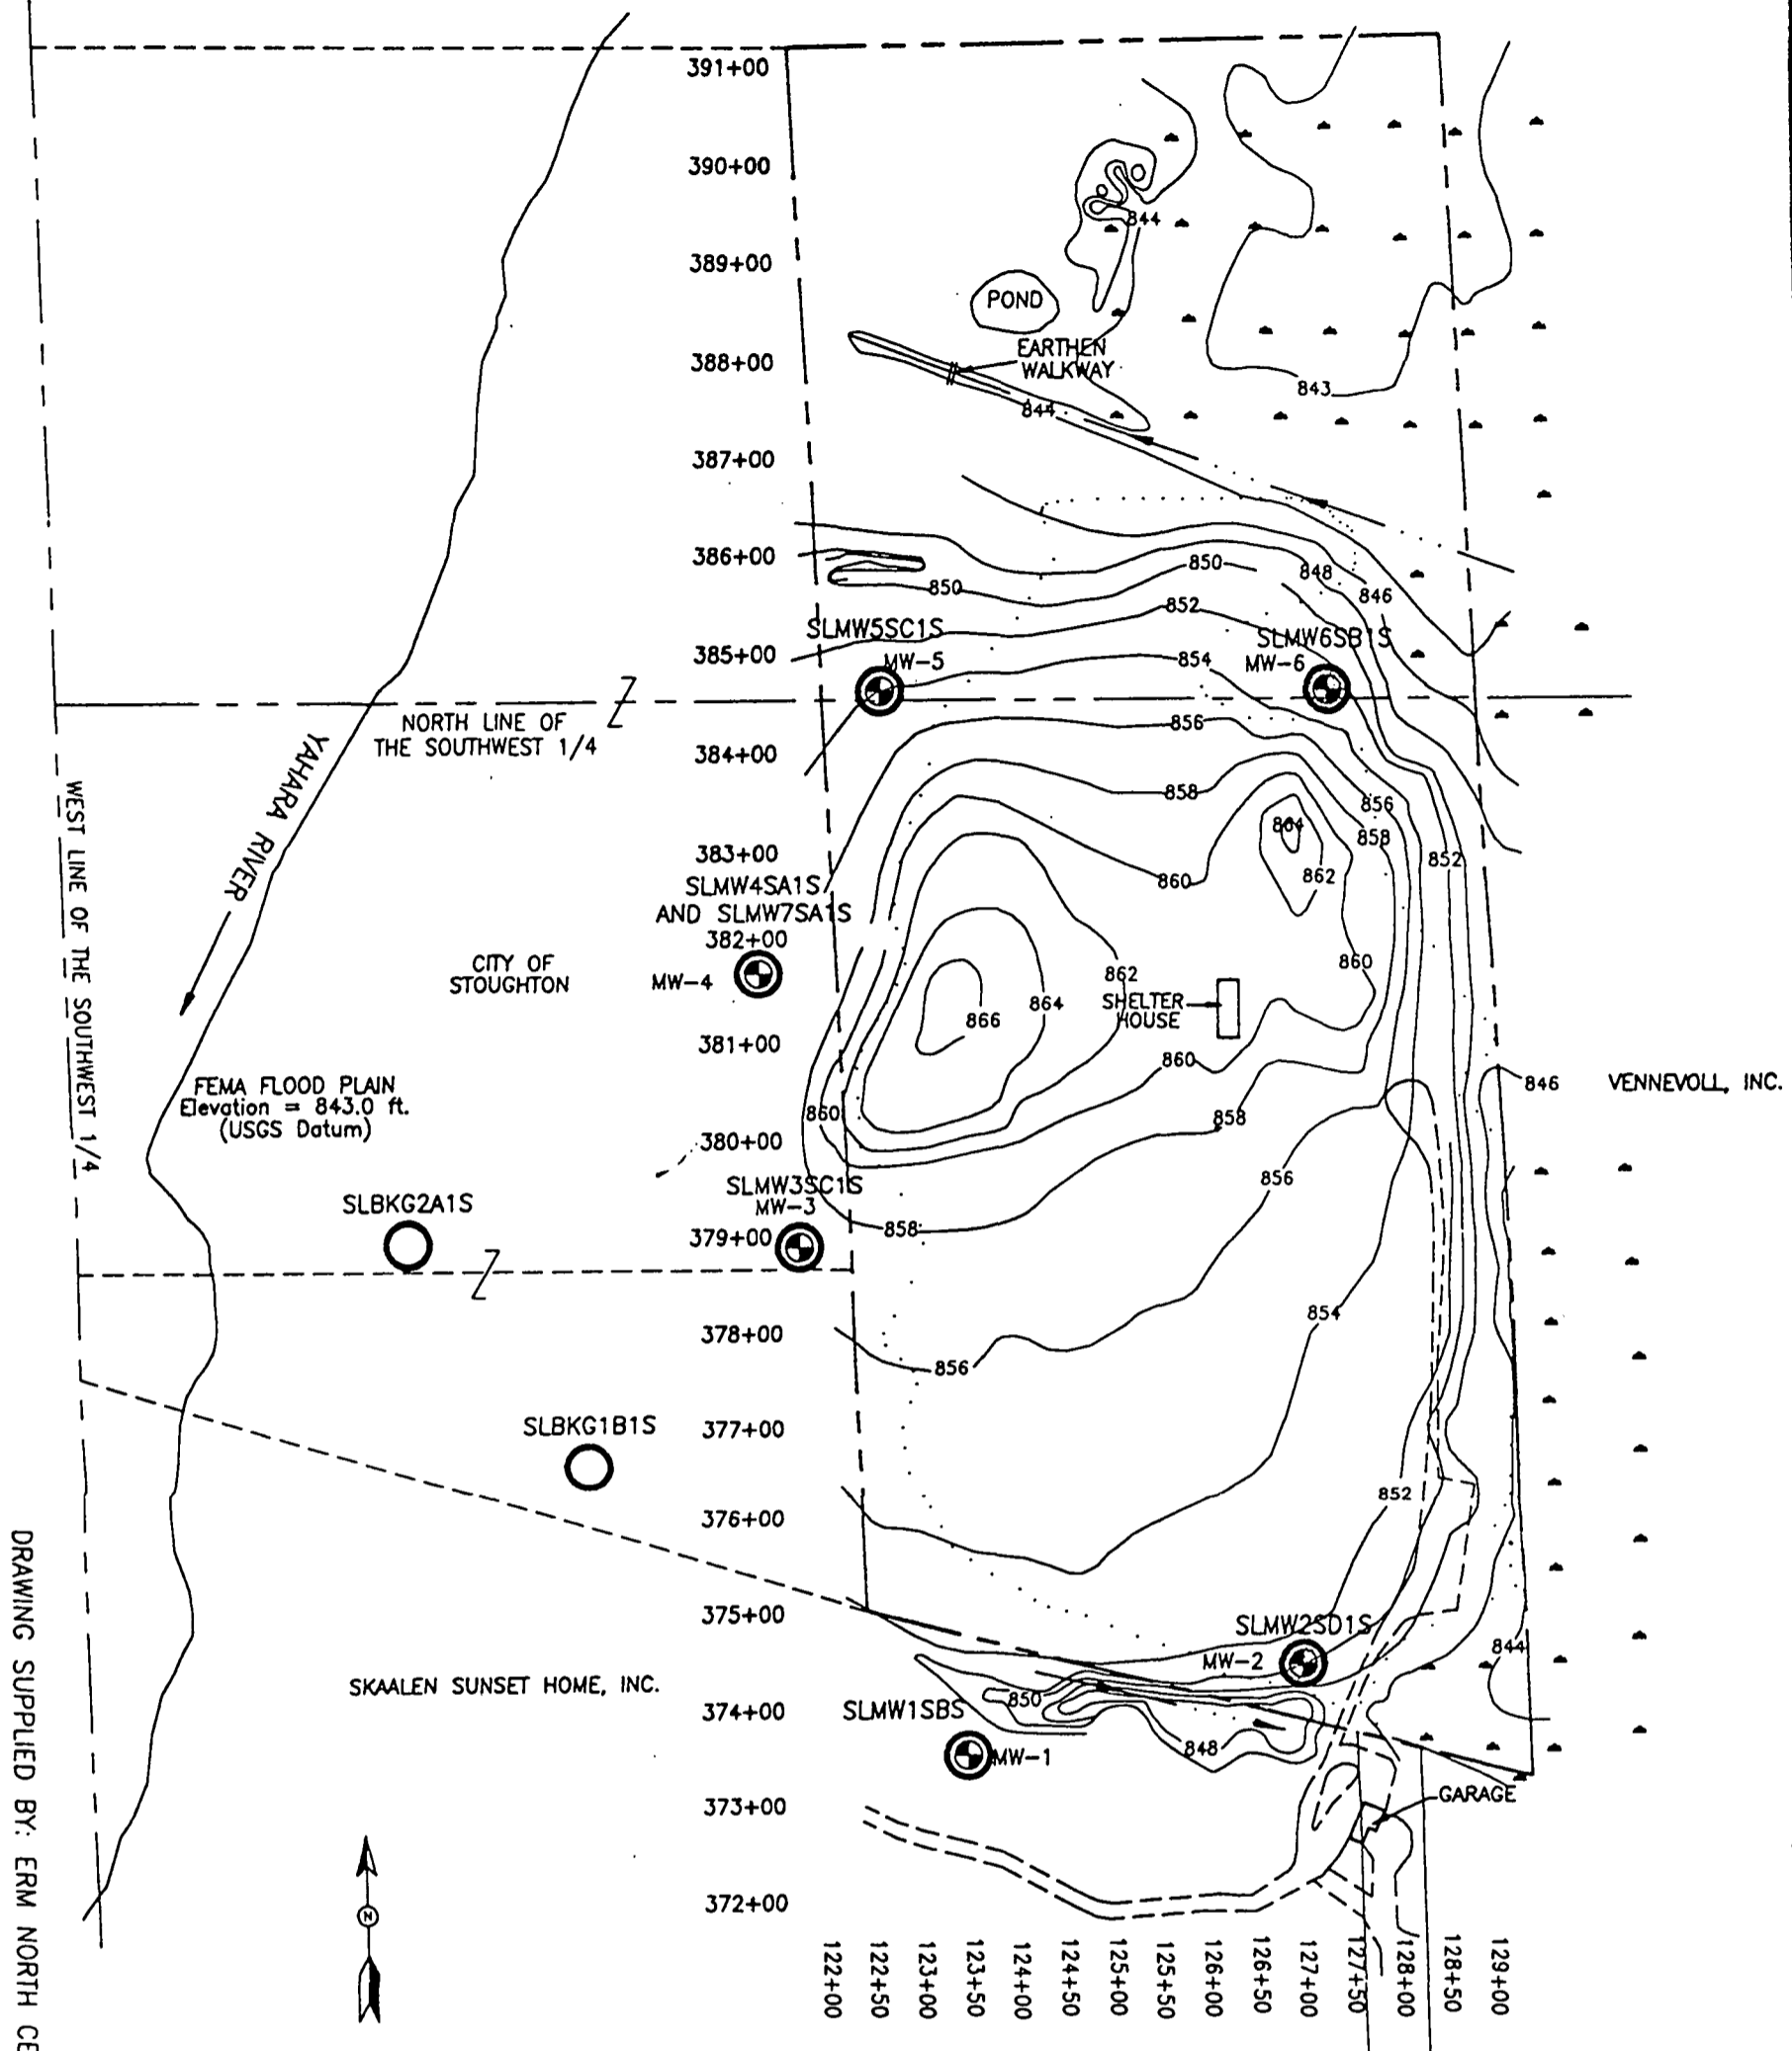 391+00
390+00
844
389+00
POND
388+00
EARTHEN
WALKWAY
843
844
387+00
386+00
850
848
850
846
852
SLMW5SC1S
SLMW6SB1S
385+00
MW-5
854
MW-6
NORTH LINE OF
THE SOUTHWEST 1/4
856
384+00
YAHARA RIVER
WEST LINE OF THE SOUTHWEST 1/4
858
856
864
858
383+00
852
860
862
SLMW4SA1S
AND SLMW7SA1S
382+00
CITY OF
STOUGHTON
MW-4
862
860
864
SHELTER
HOUSE
866
381+00
860
846
VENNEVOLL, INC.
FEMA FLOOD PLAIN
Elevation = 843.0 ft.
(USGS Datum)
860
858
380+00
856
SLMW3SC1S
MW-3
SLBKG2A1S
379+00
858
854
378+00
856
SLBKG1B1S
377+00
852
376+00
375+00
SLMW2SD1S
MW-2
844
SKAALEN SUNSET HOME, INC.
850
374+00
SLMW1SBS
848
MW-1
GARAGE
373+00
372+00
N
122+00
122+50
123+00
123+50
124+00
124+50
125+00
125+50
126+00
126+50
127+00
127+50
128+00
128+50
129+00
DRAWING SUPPLIED BY: ERM NORTH CE